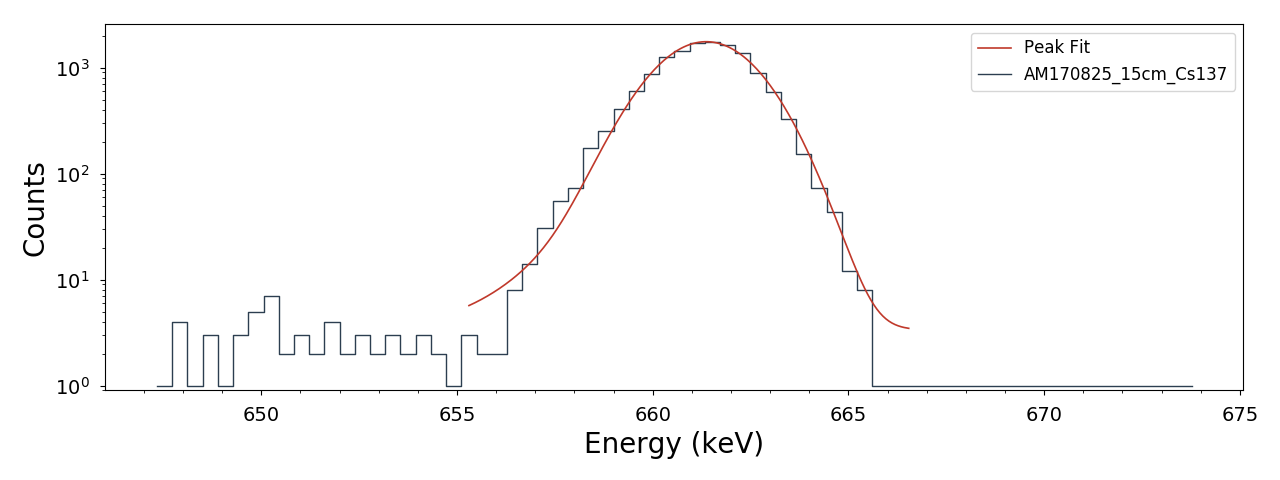 Peak Fit
AM170825_15cm_Cs137
Counts
10³
10²
10¹
10⁰
650 655 660 665 670 675
Energy (keV)